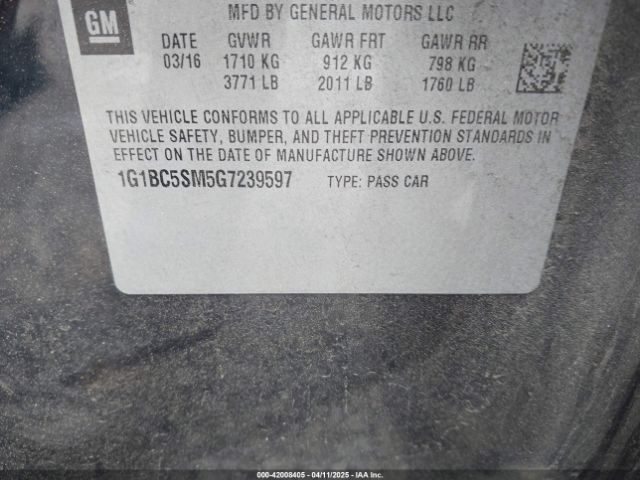 GM
MFD BY GENERAL MOTORS LLC
DATE GVWR GAWR FRT GAWR RR
03/16 1710 KG 912 KG 798 KG
3771 LB 2011 LB 1760 LB
THIS VEHICLE CONFORMS TO ALL APPLICABLE U.S. FEDERAL MOTOR
VEHICLE SAFETY, BUMPER, AND THEFT PREVENTION STANDARDS IN
EFFECT ON THE DATE OF MANUFACTURE SHOWN ABOVE.
1G1BC5SM5G7239597 TYPE: PASS CAR
000-42008405 - 04/11/2025 - IAA Inc.